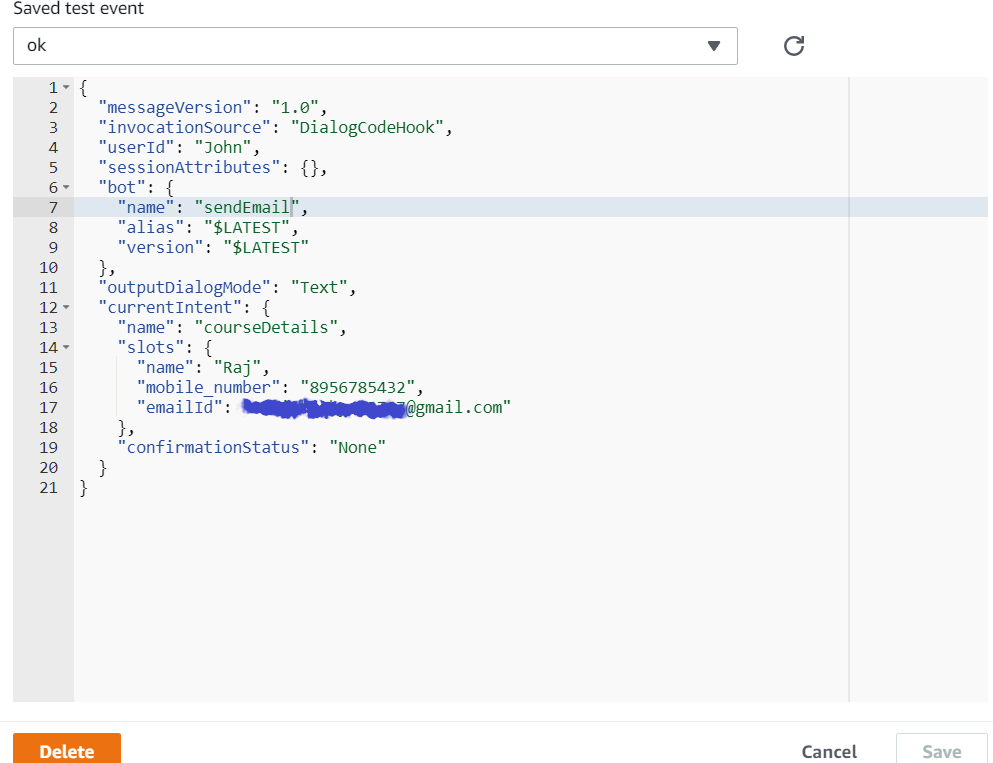 Saved test event
ok
1 {
2 "messageVersion": "1.0",
3 "invocationSource": "DialogCodeHook",
4 "userId": "John",
5 "sessionAttributes": {},
6 "bot": {
7 "name": "sendEmail",
8 "alias": "$LATEST",
9 "version": "$LATEST"
10 },
11 "outputDialogMode": "Text",
12 "currentIntent": {
13 "name": "courseDetails",
14 "slots": {
15 "name": "Raj",
16 "mobile_number": "8956785432",
17 "emailId": @gmail.com"
18 },
19 "confirmationStatus": "None"
20 }
21 }
Delete Cancel Save